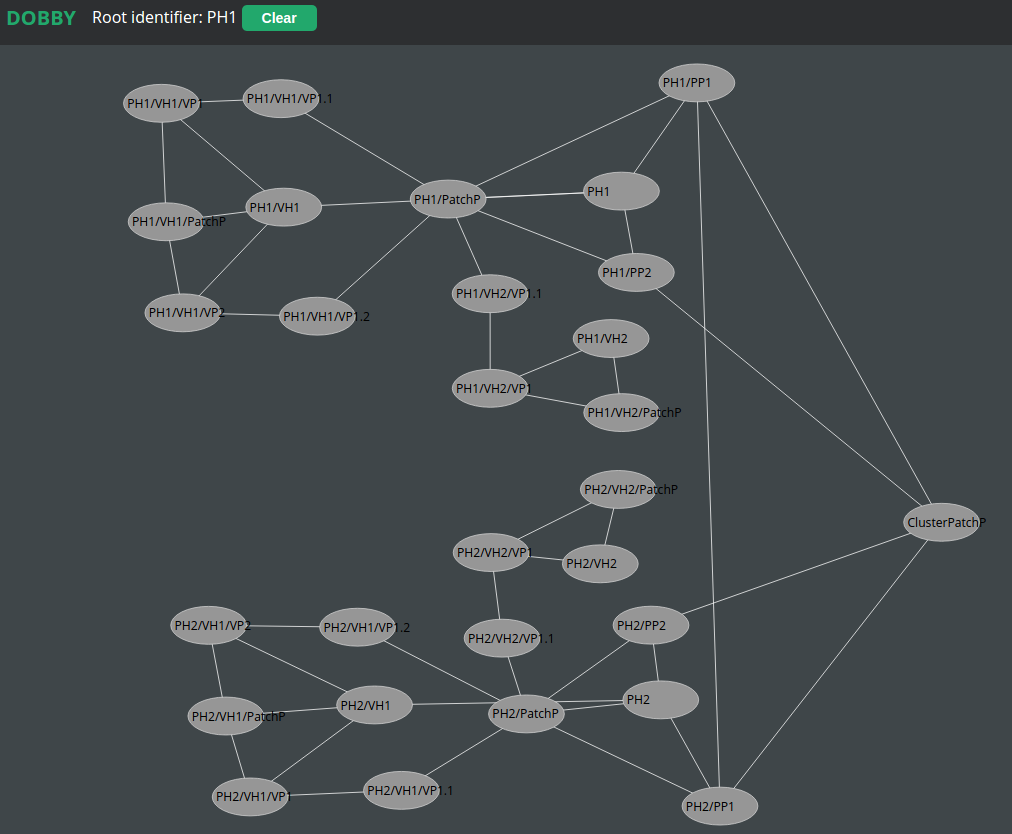 DOBBY Root identifier: PH1 Clear
PH1/PP1
PH1/VH1/VP1
PH1/VH1/VP1.1
PH1
PH1/PatchP
PH1/VH1
PH1/VH1/PatchP
PH1/PP2
PH1/VH2/VP1.1
PH1/VH1/VP2
PH1/VH1/VP1.2
PH1/VH2
PH1/VH2/VP1
PH1/VH2/PatchP
PH2/VH2/PatchP
ClusterPatchP
PH2/VH2/VP1
PH2/VH2
PH2/VH1/VP2
PH2/VH1/VP1.2
PH2/PP2
PH2/VH2/VP1.1
PH2
PH2/VH1
PH2/PatchP
PH2/VH1/PatchP
PH2/VH1/VP1.1
PH2/VH1/VP1
PH2/PP1